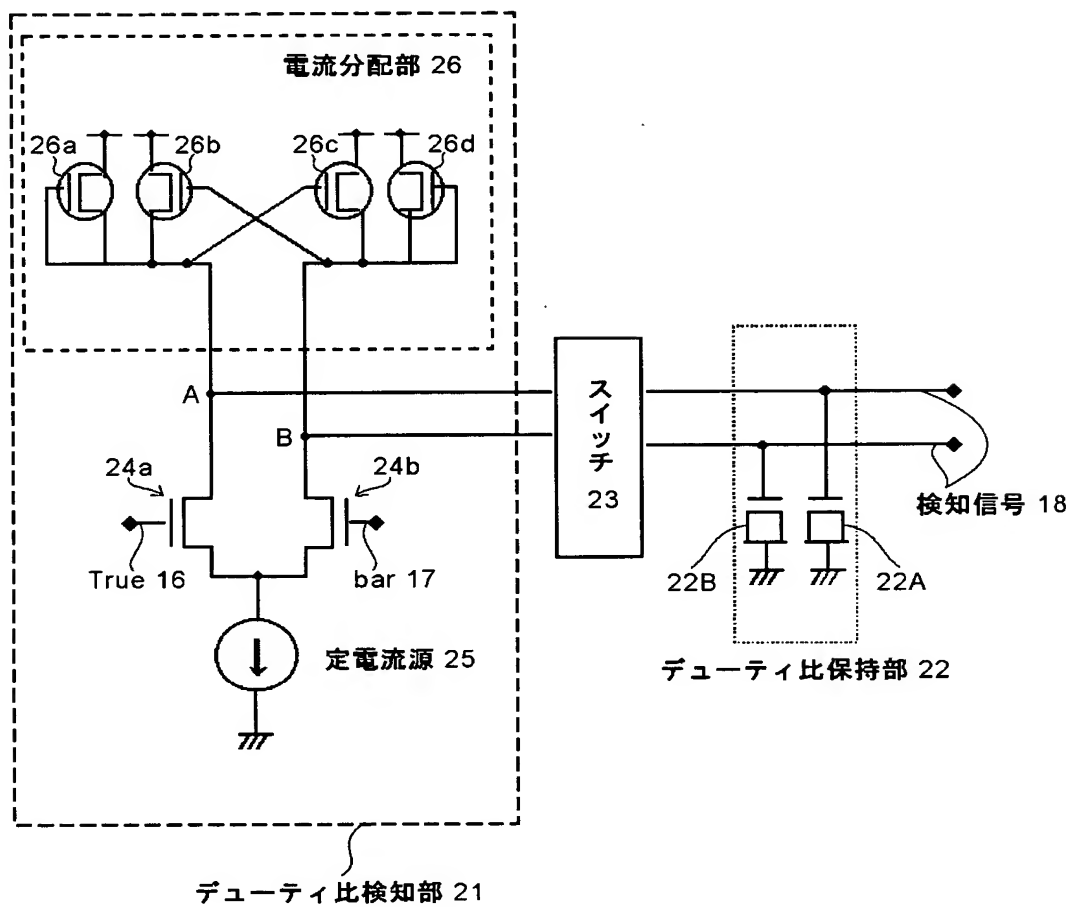 電流分配部 26
26a
26b
26c
26d
A
B
スイッチ
23
24a
24b
True 16
bar 17
検知信号 18
22B
22A
定電流源 25
デューティ比保持部 22
デューティ比検知部 21